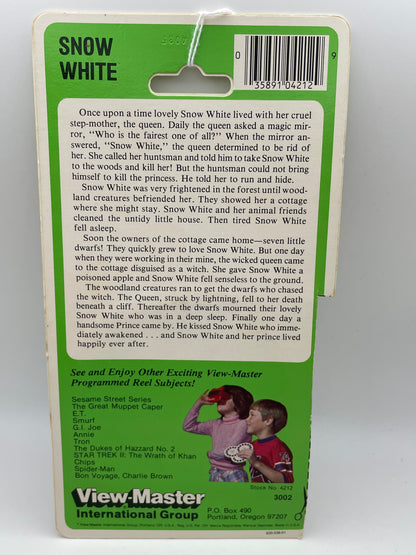 SNOW
WHITE
0
35891 04212
9
Once upon a time lovely Snow White lived with her cruel
step-mother, the queen. Daily the queen asked a magic mir-
ror, "Who is the fairest one of all?" When the mirror an-
swered, "Snow White," the queen determined to be rid of
her. She called her huntsman and told him to take Snow White
to the woods and kill her! But the huntsman could not bring
himself to kill the princess. He told her to run and hide.
Snow White was very frightened in the forest until wood-
land creatures befriended her. They showed her a cottage
where she might stay. Snow White and her animal friends
cleaned the untidy little house. Then tired Snow White
fell asleep.
Soon the owners of the cottage came home—seven little
dwarfs! They quickly grew to love Snow White. But one day
when they were working in their mine, the wicked queen came
to the cottage disguised as a witch. She gave Snow White a
poisoned apple and Snow White fell senseless to the ground.
The woodland creatures ran to get the dwarfs who chased
the witch. The Queen, struck by lightning, fell to her death
beneath a cliff. Thereafter the dwarfs mourned their lovely
Snow White who was in a deep sleep. Finally one day a
handsome Prince came by. He kissed Snow White who imme-
diately awakened . . . and Snow White and her prince lived
happily ever after.
See and Enjoy Other Exciting View-Master
Programmed Reel Subjects!
Sesame Street Series
The Great Muppet Caper
E.T.
Smurf
G.I. Joe
Annie
Tron
The Dukes of Hazzard No. 2
STAR TREK II: The Wrath of Khan
Chips
Spider-Man
Bon Voyage, Charlie Brown
Stock No. 4212
3002
View-Master
International Group
P.O. Box 490
Portland, Oregon 97207